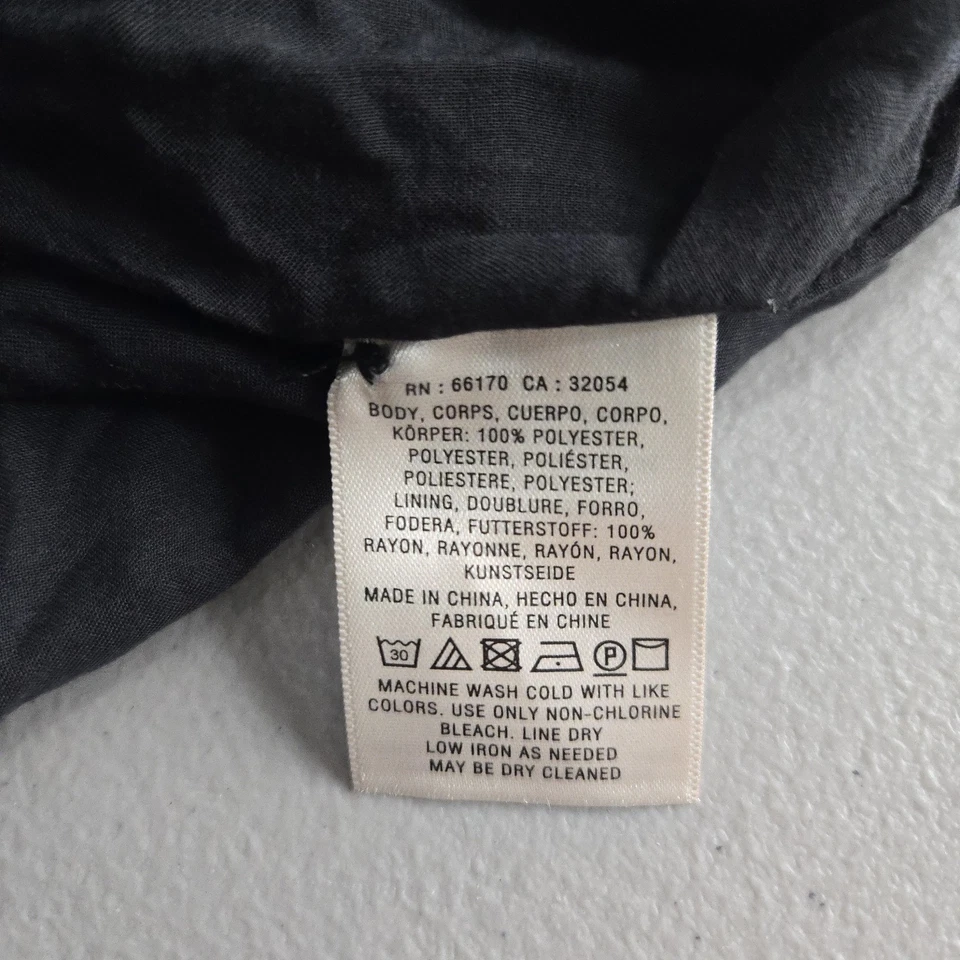 RN : 66170 CA : 32054
BODY, CORPS, CUERPO, CORPO,
KÖRPER: 100% POLYESTER,
POLYESTER, POLIÉSTER,
POLIESTERE, POLYESTER;
LINING, DOUBLURE, FORRO,
FODERA, FUTTERSTOFF: 100%
RAYON, RAYONNE, RAYÓN, RAYON,
KUNSTSEIDE
MADE IN CHINA, HECHO EN CHINA,
FABRIQUÉ EN CHINE
30 P
MACHINE WASH COLD WITH LIKE
COLORS. USE ONLY NON-CHLORINE
BLEACH. LINE DRY
LOW IRON AS NEEDED
MAY BE DRY CLEANED